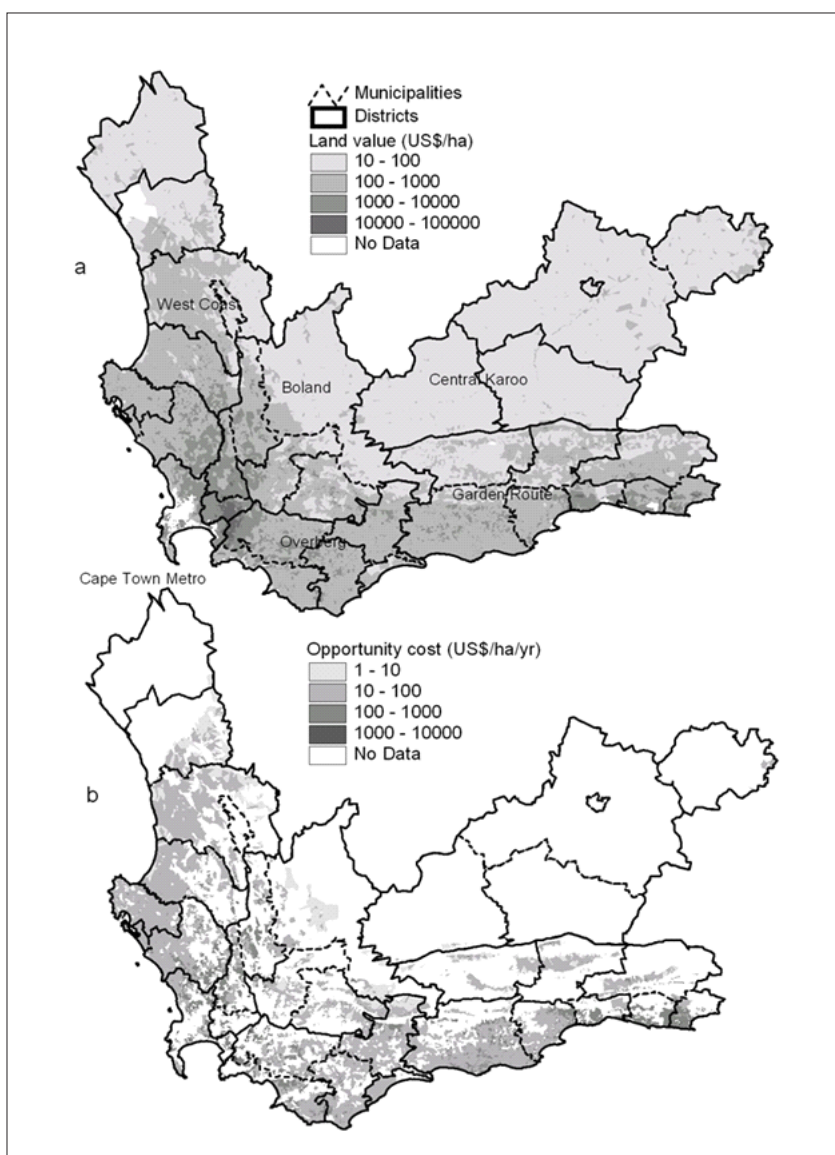 Municipalities
Districts
Land value (US$/ha)
10 - 100
100 - 1000
1000 - 10000
10000 - 100000
No Data
a
West Coast
Boland
Central Karoo
Garden Route
Overberg
Cape Town Metro
Opportunity cost (US$/ha/yr)
1 - 10
10 - 100
100 - 1000
1000 - 10000
No Data
b